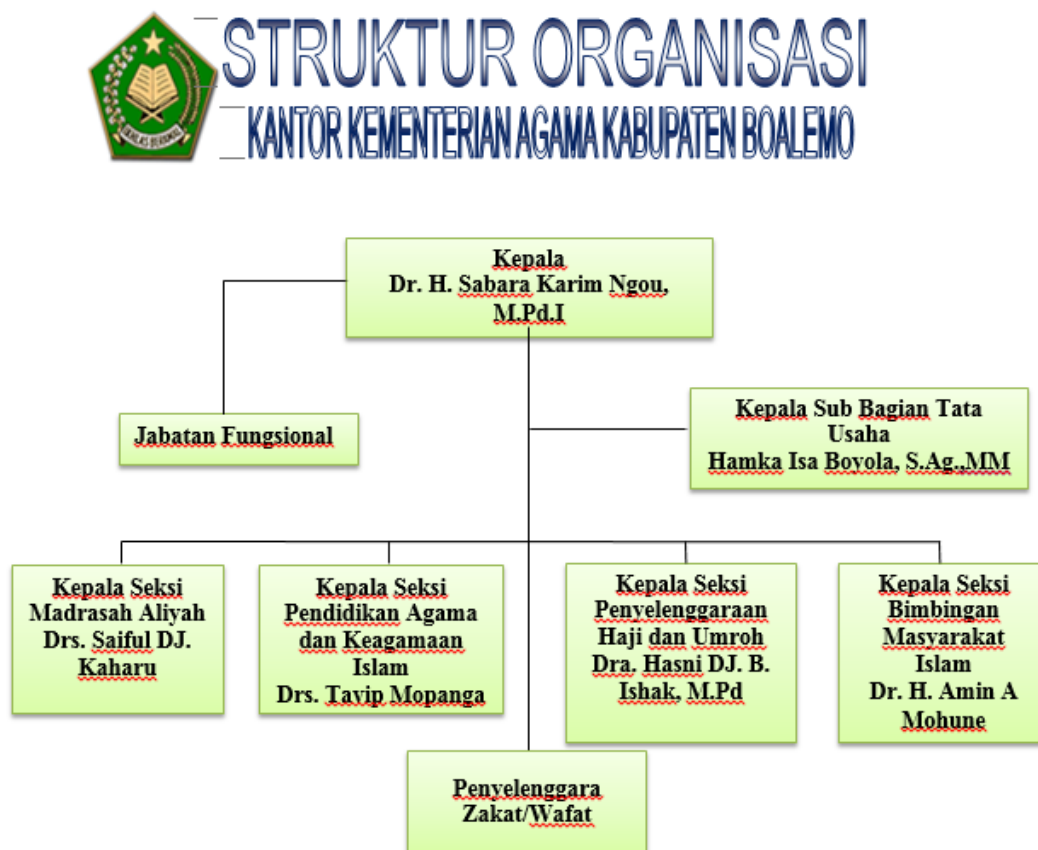 STRUKTUR ORGANISASI
KANTOR KEMENTERIAN AGAMA KABUPATEN BOALEMO
IKHLAS BERAMAL
Kepala
Dr. H. Sabara Karim Ngou,
M.Pd.I
Jabatan Fungsional
Kepala Sub Bagian Tata
Usaha
Hamka Isa Boyola, S.Ag.,MM
Kepala Seksi
Madrasah Aliyah
Drs. Saiful DJ.
Kaharu
Kepala Seksi
Pendidikan Agama
dan Keagamaan
Islam
Drs. Tayip Mopanga
Kepala Seksi
Penyelenggaraan
Haji dan Umroh
Dra. Hasni DJ. B.
Ishak, M.Pd
Kepala Seksi
Bimbingan
Masyarakat
Islam
Dr. H. Amin A
Mohune
Penyelenggara
Zakat/Wafat